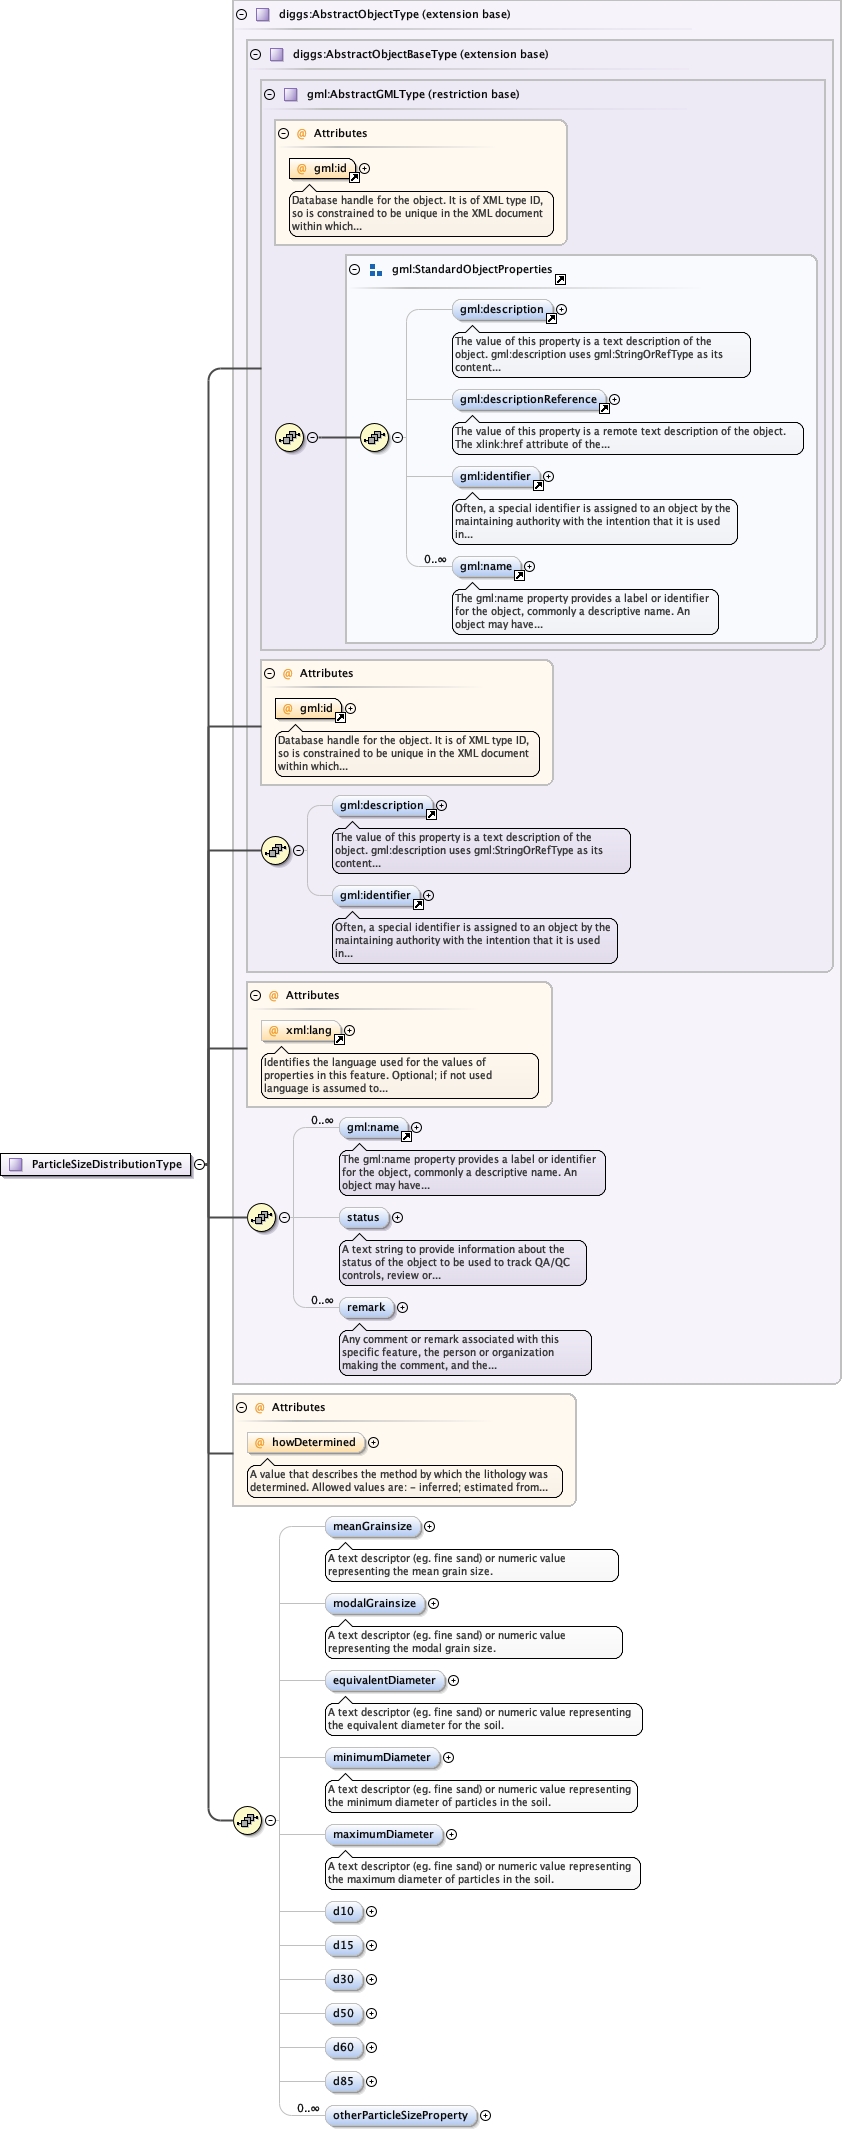 diggs:AbstractObjectType (extension base)
diggs:AbstractObjectBaseType (extension base)
gml:AbstractGMLType (restriction base)
@ Attributes
@ gml:id
Database handle for the object. It is of XML type ID,
so is constrained to be unique in the XML document
within which...
gml:StandardObjectProperties
gml:description
The value of this property is a text description of the
object. gml:description uses gml:StringOrRefType as its
content...
gml:descriptionReference
The value of this property is a remote text description of the object.
The xlink:href attribute of the...
gml:identifier
Often, a special identifier is assigned to an object by the
maintaining authority with the intention that it is used
in...
0..∞
gml:name
The gml:name property provides a label or identifier
for the object, commonly a descriptive name. An
object may have...
@ Attributes
@ gml:id
Database handle for the object. It is of XML type ID,
so is constrained to be unique in the XML document
within which...
gml:description
The value of this property is a text description of the
object. gml:description uses gml:StringOrRefType as its
content...
gml:identifier
Often, a special identifier is assigned to an object by the
maintaining authority with the intention that it is used
in...
@ Attributes
@ xml:lang
Identifies the language used for the values of
properties in this feature. Optional; if not used
language is assumed to...
0..∞
gml:name
The gml:name property provides a label or identifier
for the object, commonly a descriptive name. An
object may have...
ParticleSizeDistributionType
status
A text string to provide information about the
status of the object to be used to track QA/QC
controls, review or...
0..∞
remark
Any comment or remark associated with this
specific feature, the person or organization
making the comment, and the...
@ Attributes
@ howDetermined
A value that describes the method by which the lithology was
determined. Allowed values are: - inferred; estimated from...
meanGrainsize
A text descriptor (eg. fine sand) or numeric value
representing the mean grain size.
modalGrainsize
A text descriptor (eg. fine sand) or numeric value
representing the modal grain size.
equivalentDiameter
A text descriptor (eg. fine sand) or numeric value representing
the equivalent diameter for the soil.
minimumDiameter
A text descriptor (eg. fine sand) or numeric value representing
the minimum diameter of particles in the soil.
maximumDiameter
A text descriptor (eg. fine sand) or numeric value representing
the maximum diameter of particles in the soil.
d10
d15
d30
d50
d60
d85
0..∞
otherParticleSizeProperty